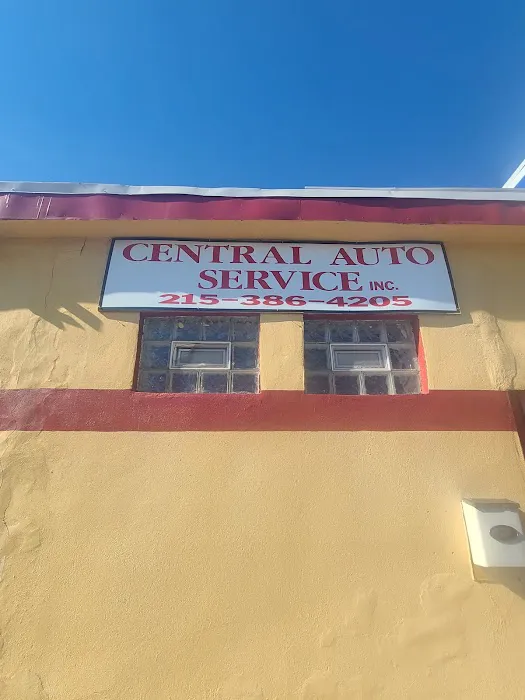 CENTRAL AUTO
SERVICE INC.
215-386-4205